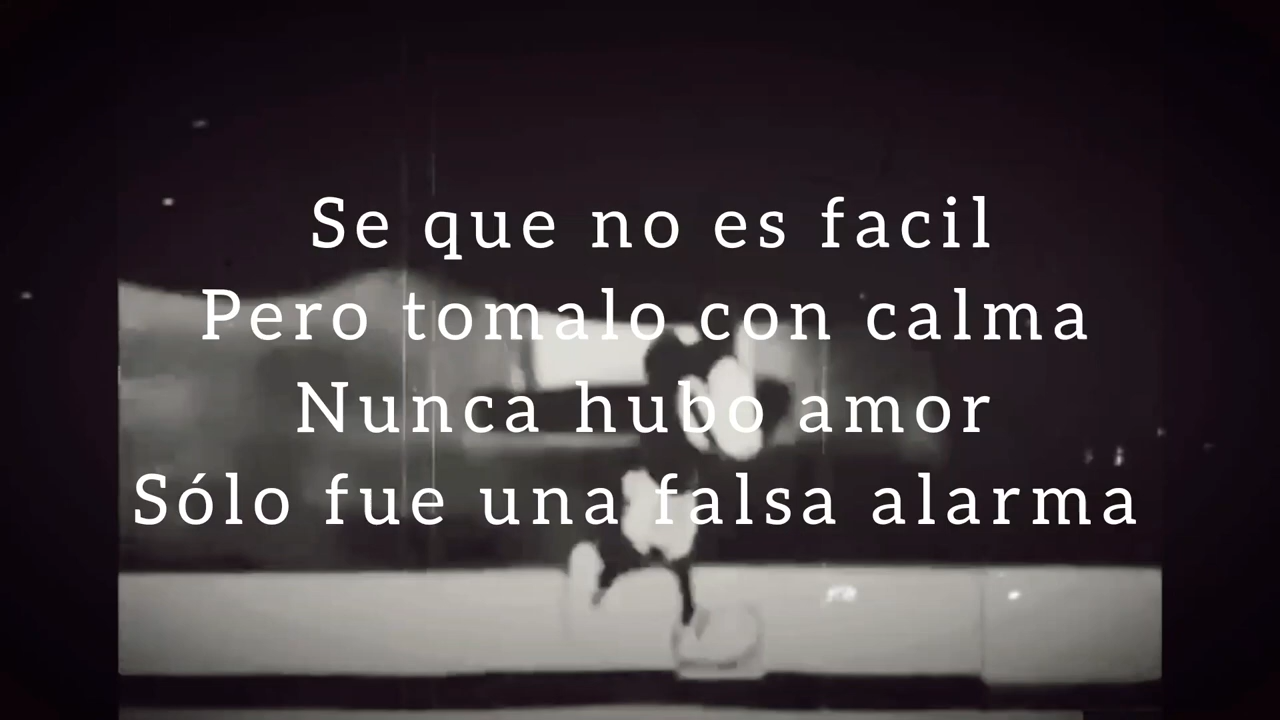 Se que no es facil
Pero tomalo con calma
Nunca hubo amor
Sólo fue una falsa alarma